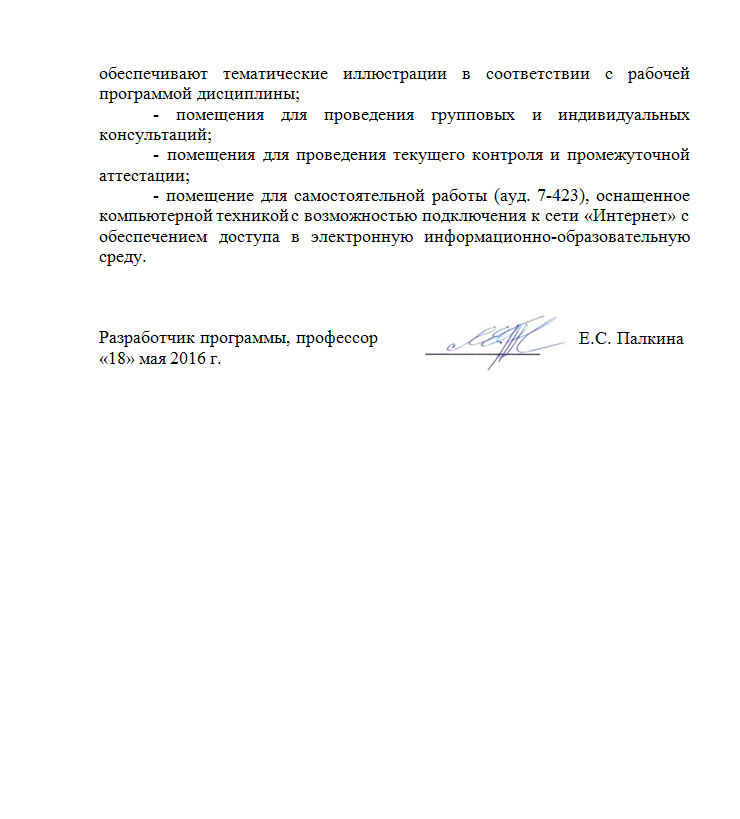 обеспечивают тематические иллюстрации в соответствии с рабочей
программой дисциплины;
- помещения для проведения групповых и индивидуальных
консультаций;
- помещения для проведения текущего контроля и промежуточной
аттестации;
- помещение для самостоятельной работы (ауд. 7-423), оснащенное
компьютерной техникой с возможностью подключения к сети «Интернет» с
обеспечением доступа в электронную информационно-образовательную
среду.
Разработчик программы, профессор Е.С. Палкина
«18» мая 2016 г.